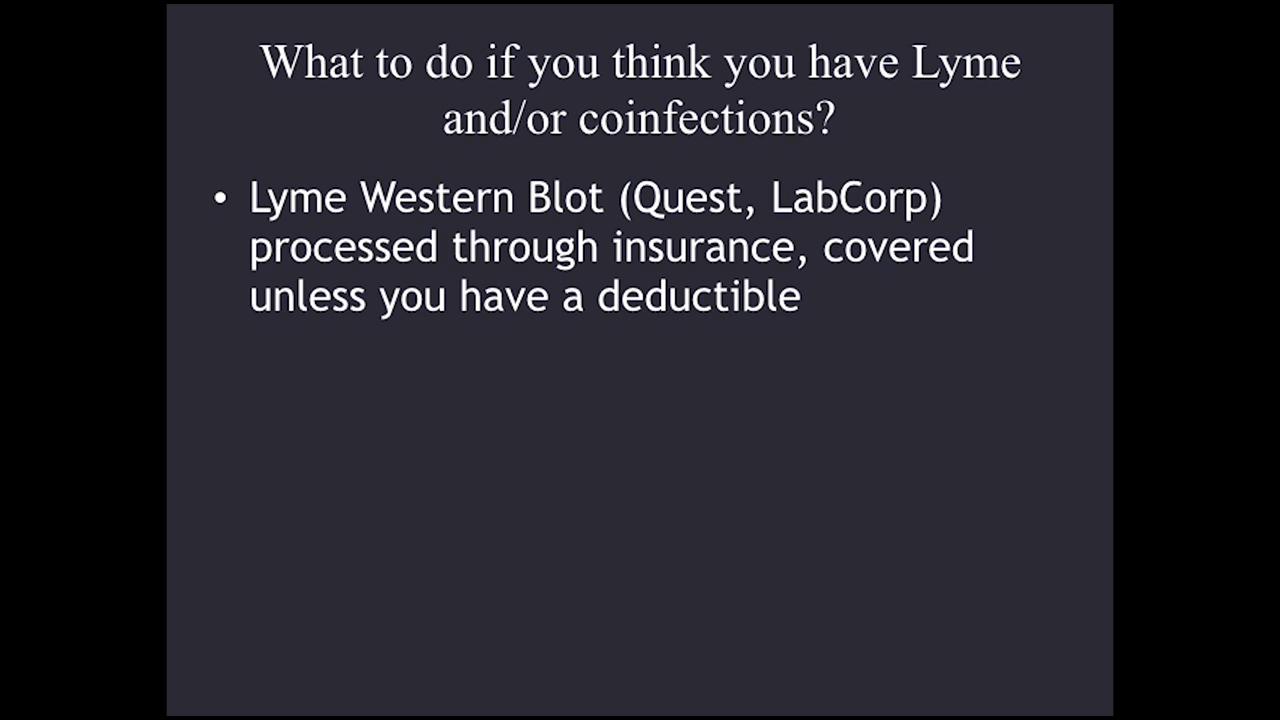 What to do if you think you have Lyme
and/or coinfections?
• Lyme Western Blot (Quest, LabCorp)
processed through insurance, covered
unless you have a deductible